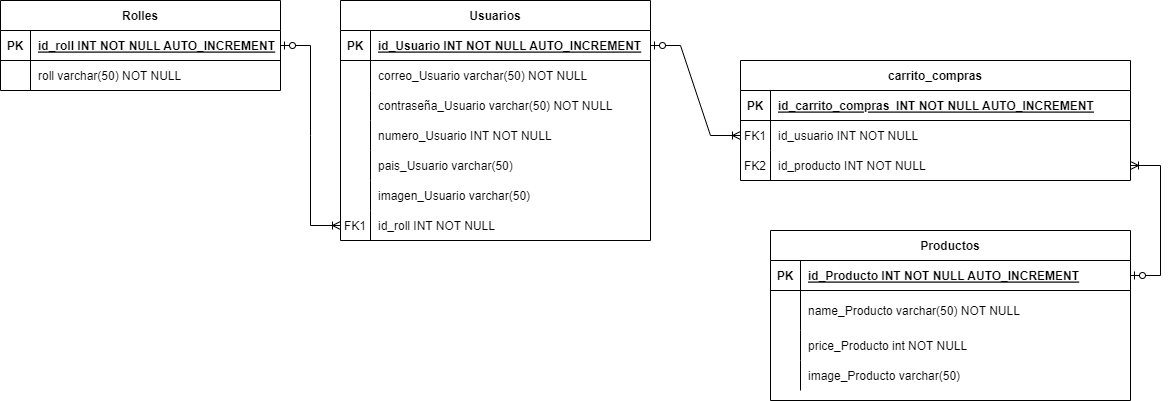 Rolles
PK id_roll INT NOT NULL AUTO_INCREMENT
roll varchar(50) NOT NULL
Usuarios
PK id_Usuario INT NOT NULL AUTO_INCREMENT
correo_Usuario varchar(50) NOT NULL
contraseña_Usuario varchar(50) NOT NULL
numero_Usuario INT NOT NULL
pais_Usuario varchar(50)
imagen_Usuario varchar(50)
FK1 id_roll INT NOT NULL
carrito_compras
PK id_carrito_compras INT NOT NULL AUTO_INCREMENT
FK1 id_usuario INT NOT NULL
FK2 id_producto INT NOT NULL
Productos
PK id_Producto INT NOT NULL AUTO_INCREMENT
name_Producto varchar(50) NOT NULL
price_Producto int NOT NULL
image_Producto varchar(50)